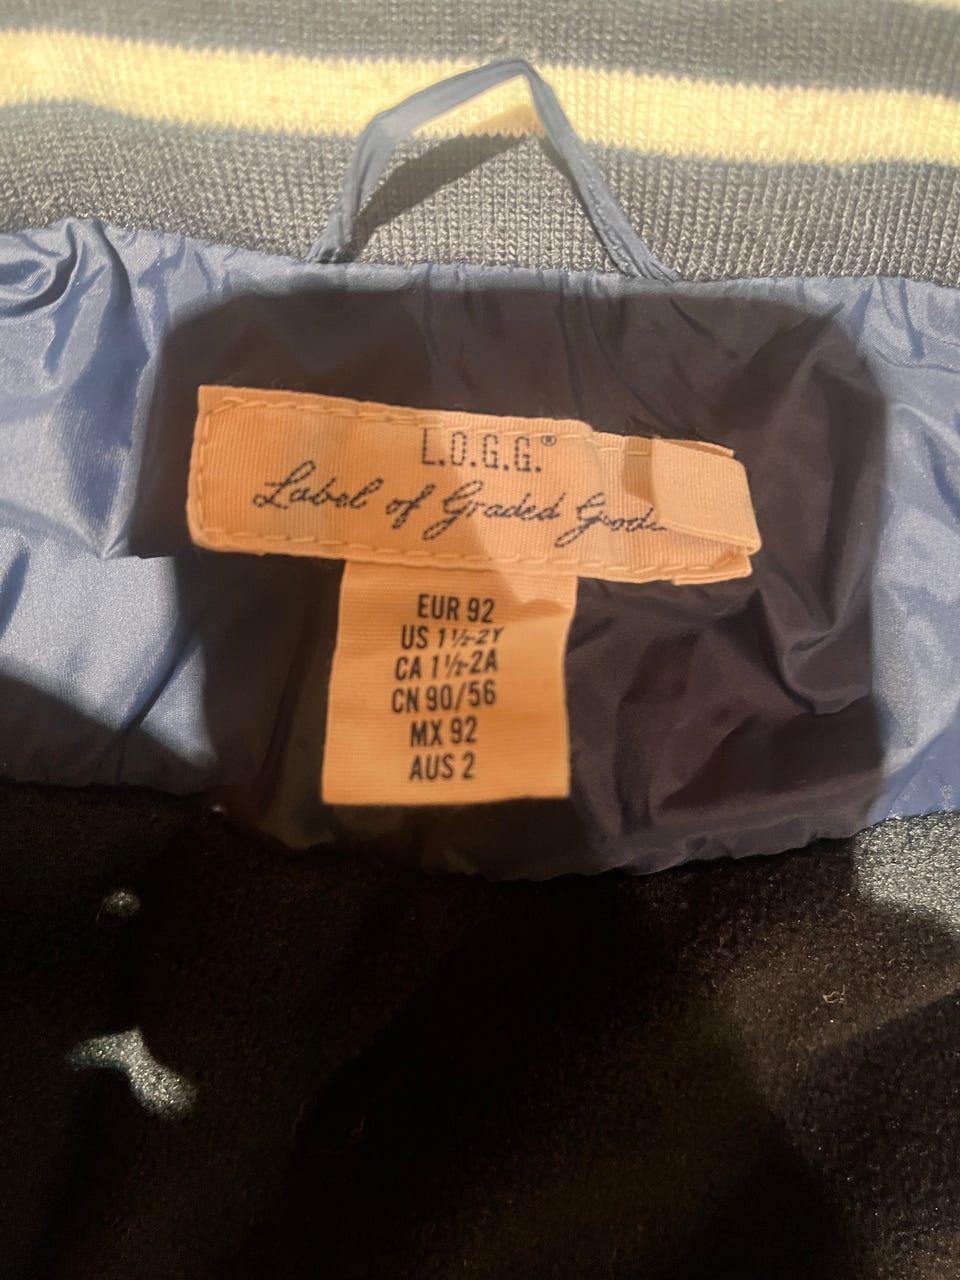 L.O.G.G.®
Label of Graded
EUR 92
US 1½-2Y
CA 1½-2A
CN 90/56
MX 92
AUS 2